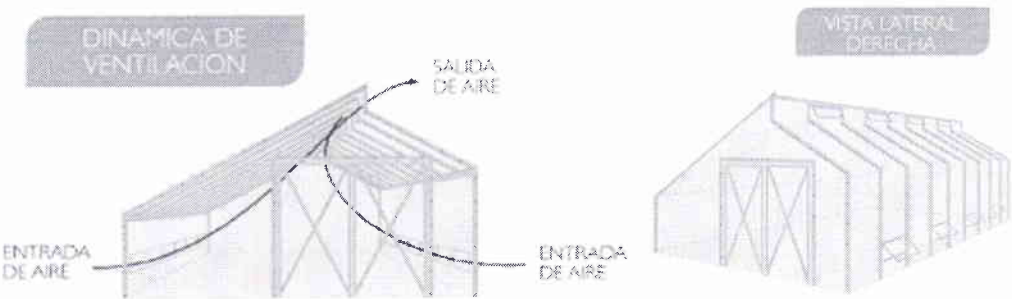 DINAMICA DE
VENTILACION
SALIDA
DE AIRE
ENTRADA
DE AIRE
ENTRADA
DE AIRE
VISTA LATERAL
DERECHA